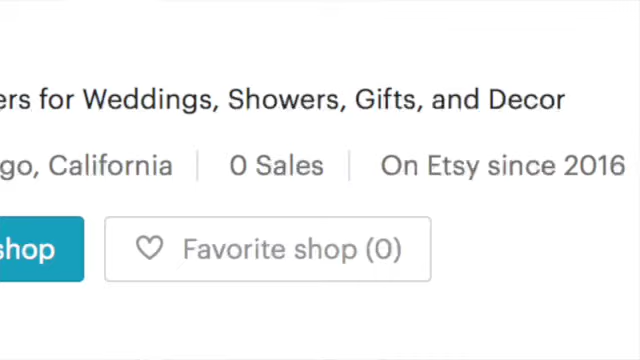 ers for Weddings, Showers, Gifts, and Decor
go, California | 0 Sales | On Etsy since 2016
shop Favorite shop (0)